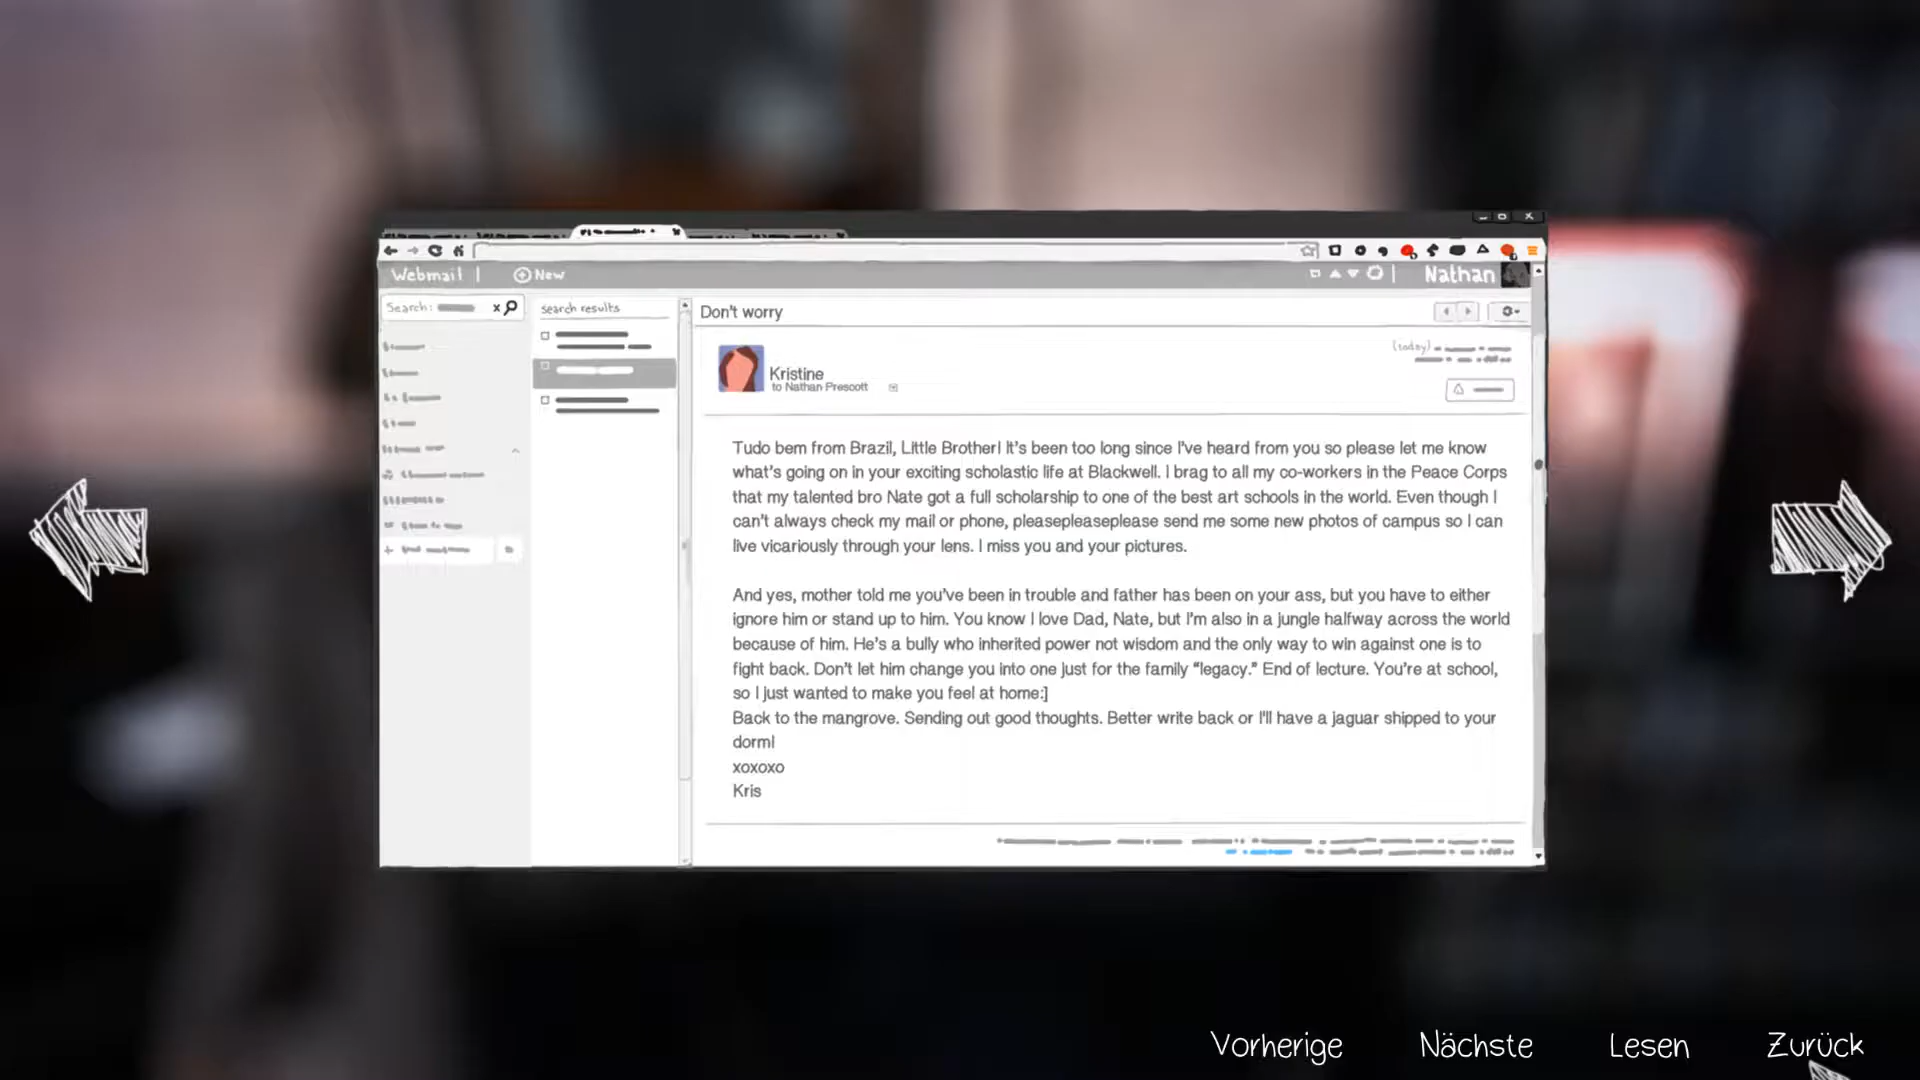 Webmail |
New
Nathan
Search:
search results
Don't worry
(today)
Kristine
to Nathan Prescott
Tudo bem from Brazil, Little Brother! It's been too long since I've heard from you so please let me know
what's going on in your exciting scholastic life at Blackwell. I brag to all my co-workers in the Peace Corps
that my talented bro Nate got a full scholarship to one of the best art schools in the world. Even though I
can't always check my mail or phone, pleasepleaseplease send me some new photos of campus so I can
live vicariously through your lens. I miss you and your pictures.
And yes, mother told me you've been in trouble and father has been on your ass, but you have to either
ignore him or stand up to him. You know I love Dad, Nate, but I'm also in a jungle halfway across the world
because of him. He's a bully who inherited power not wisdom and the only way to win against one is to
fight back. Don't let him change you into one just for the family “legacy.” End of lecture. You're at school,
so I just wanted to make you feel at home:]
Back to the mangrove. Sending out good thoughts. Better write back or I'll have a jaguar shipped to your
dorm!
xoxoxo
Kris
Vorherige
Nächste
Lesen
Zurück